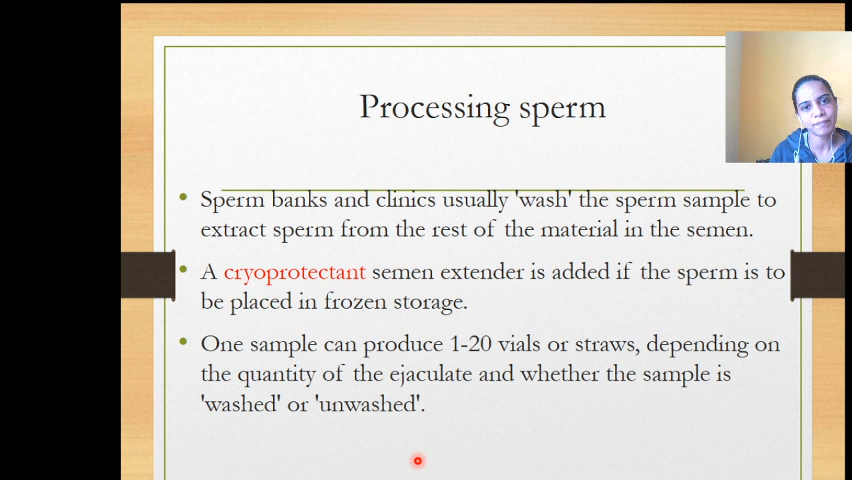 Processing sperm
• Sperm banks and clinics usually 'wash' the sperm sample to
extract sperm from the rest of the material in the semen.
• A cryoprotectant semen extender is added if the sperm is to
be placed in frozen storage.
• One sample can produce 1-20 vials or straws, depending on
the quantity of the ejaculate and whether the sample is
'washed' or 'unwashed'.